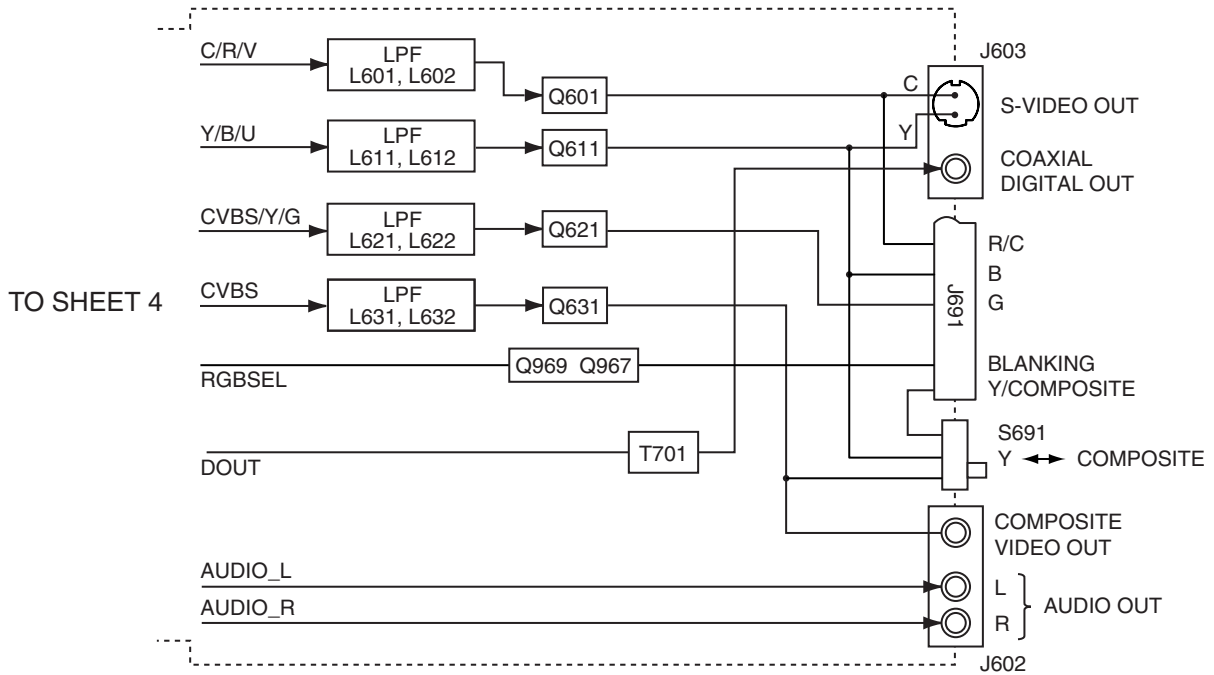 C/R/V
LPF
L601, L602
Q601
J603
C
S-VIDEO OUT
Y/B/U
LPF
L611, L612
Q611
Y
COAXIAL
DIGITAL OUT
CVBS/Y/G
LPF
L621, L622
Q621
R/C
B
G
J691
TO SHEET 4
CVBS
LPF
L631, L632
Q631
RGBSEL
Q969 Q967
BLANKING
Y/COMPOSITE
S691
Y COMPOSITE
DOUT
T701
COMPOSITE
VIDEO OUT
AUDIO_L
L
AUDIO OUT
AUDIO_R
R
J602